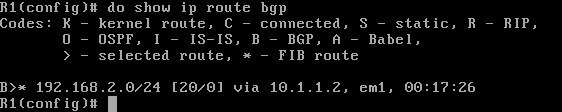 R1(config)# do show ip route bgp
Codes: K - kernel route, C - connected, S - static, R - RIP,
       O - OSPF, I - IS-IS, B - BGP, A - Babel,
       > - selected route, * - FIB route

B>* 192.168.2.0/24 [20/0] via 10.1.1.2, em1, 00:17:26
R1(config)#